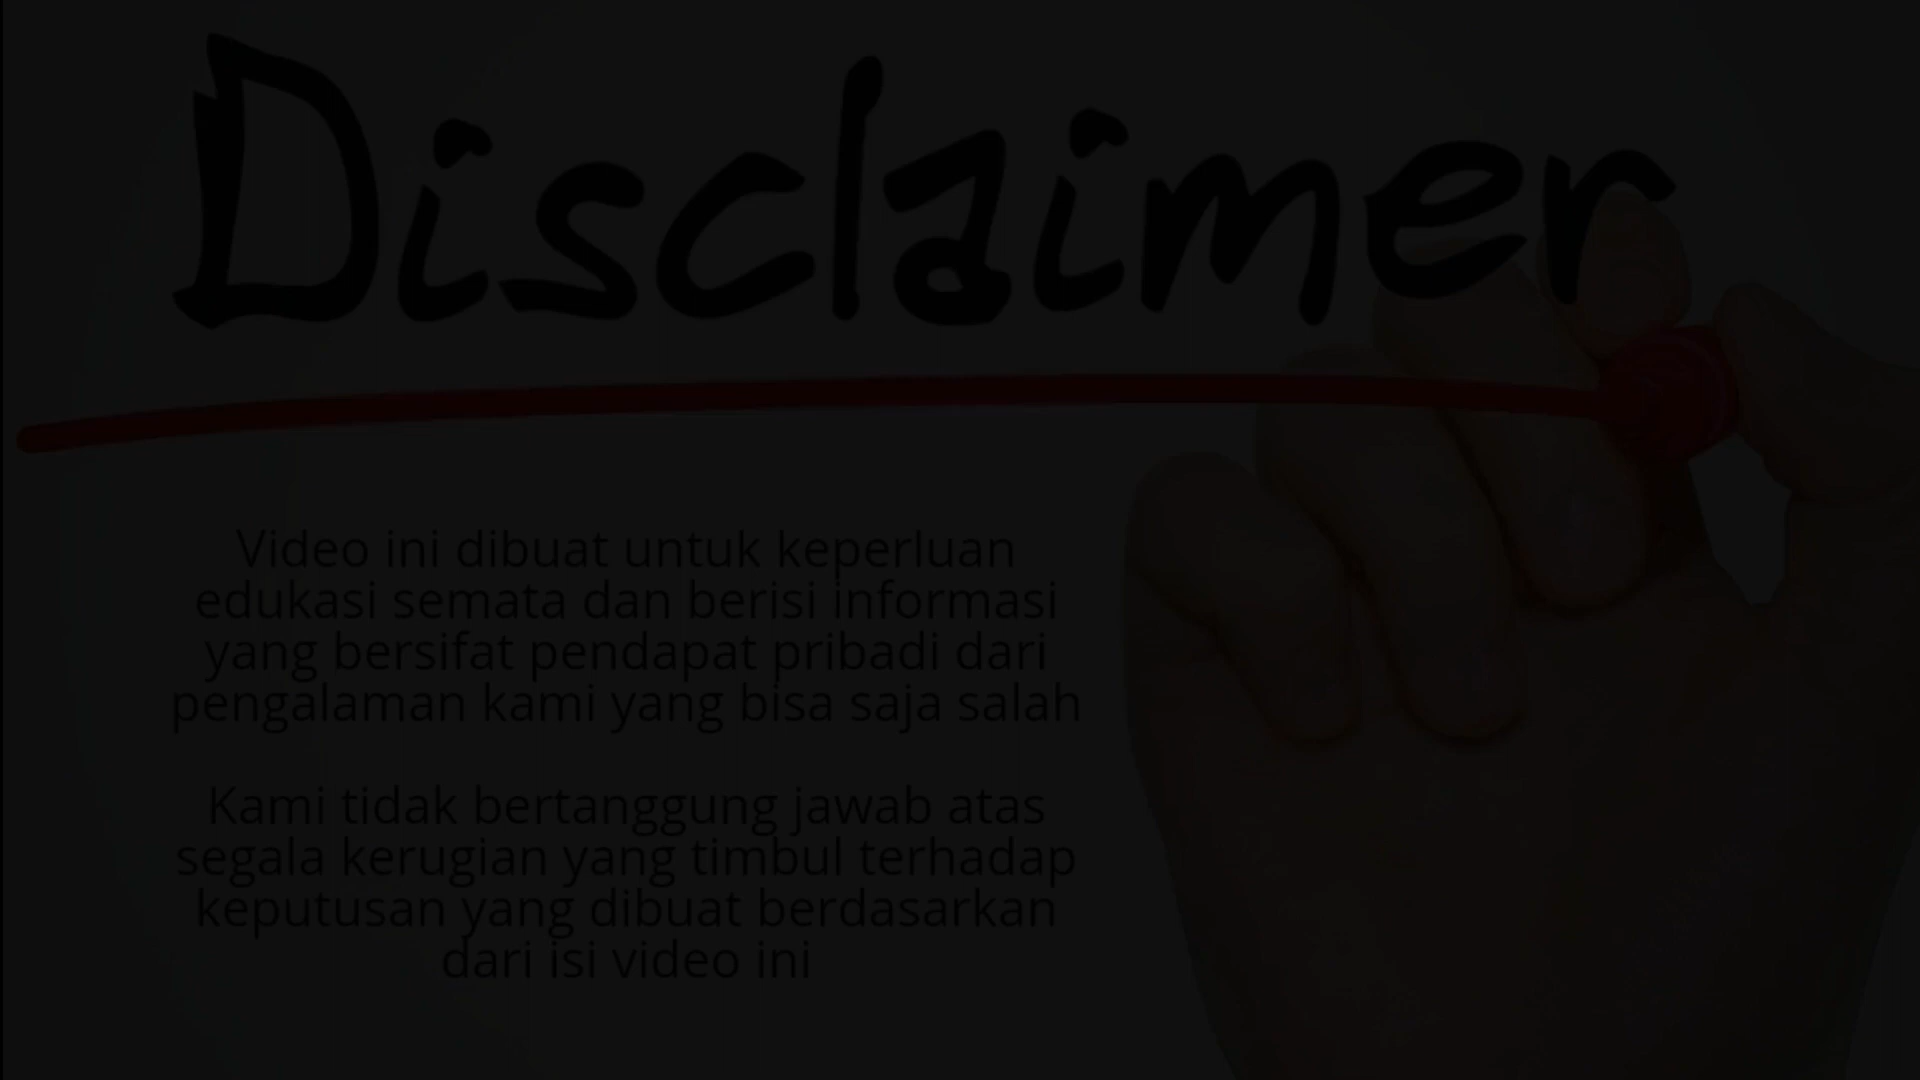 Disclaimer
Video ini dibuat untuk keperluan
edukasi semata dan berisi informasi
yang bersifat pendapat pribadi dari
pengalaman kami yang bisa saja salah
Kami tidak bertanggung jawab atas
segala kerugian yang timbul terhadap
keputusan yang dibuat berdasarkan
dari isi video ini